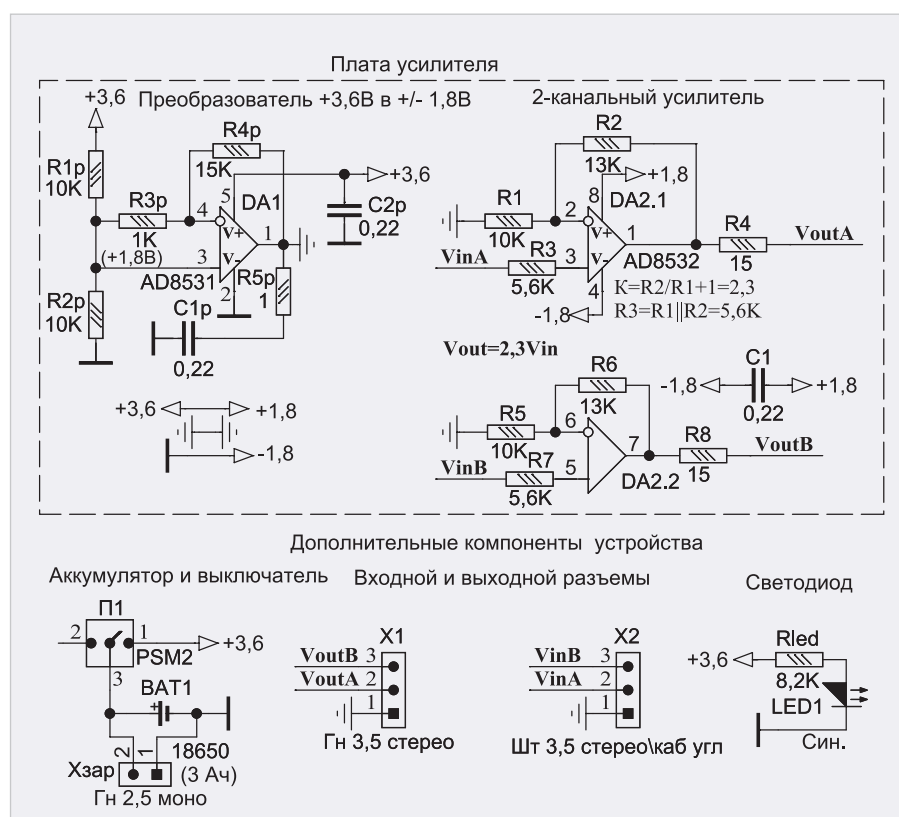 Плата усилителя
+3,6
Преобразователь +3,6В в +/- 1,8В
2-канальный усилитель
R1p
10K
R4p
15K
R3p
1K
(+1,8В)
4
3
5
V+
V-
1
2
DA1
AD8531
+3,6
C2p
0,22
R5p
1
R2p
10K
C1p
0,22
+3,6
+1,8
-1,8
R2
13K
+1,8
R1
10K
2
8
DA2.1
V+
V-
1
R4
15
VoutA
VinA
R3
5,6K
3
AD8532
4
-1,8
K=R2/R1+1=2,3
R3=R1||R2=5,6K
Vout=2,3Vin
R6
13K
C1
-1,8
+1,8
0,22
R5
10K
6
7
R8
15
VoutB
VinB
R7
5,6K
5
DA2.2
Дополнительные компоненты устройства
Аккумулятор и выключатель
Входной и выходной разъемы
Светодиод
П1
2
1
+3,6
PSM2
3
BAT1
+
2
1
18650
(3 Ач)
Хзар
Гн 2,5 моно
X1
VoutB 3
VoutA 2
1
Гн 3,5 стерео
X2
VinB 3
VinA 2
1
Шт 3,5 стерео\каб угл
Rled
+3,6
8,2K
LED1
Син.